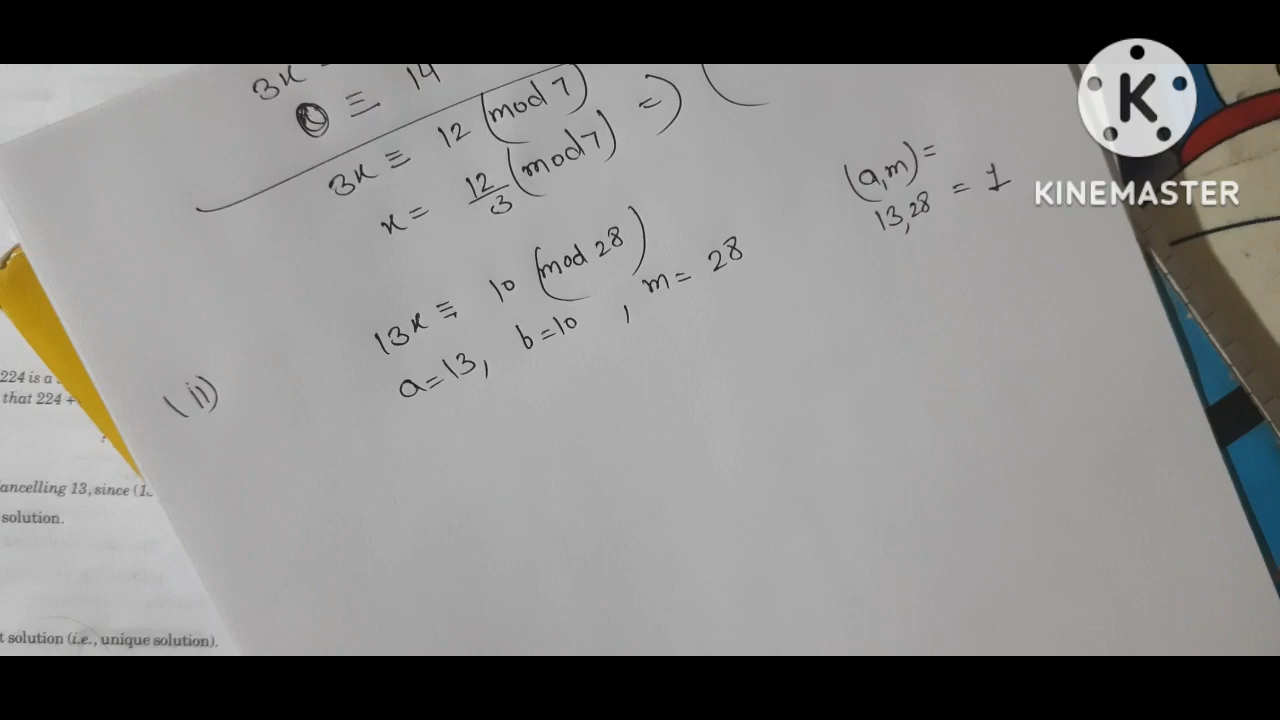 3x
≡ 14
3x ≡ 12 (mod 7)
x = 12/3 (mod 7) ⇒ (
(a,m) =
13,28 = 1
13x ≡ 10 (mod 28)
(ii) a=13, b=10 , m= 28
K
KINEMASTER
224 is a
that 224 +
ancelling 13, since (1
solution.
t solution (i.e., unique solution).